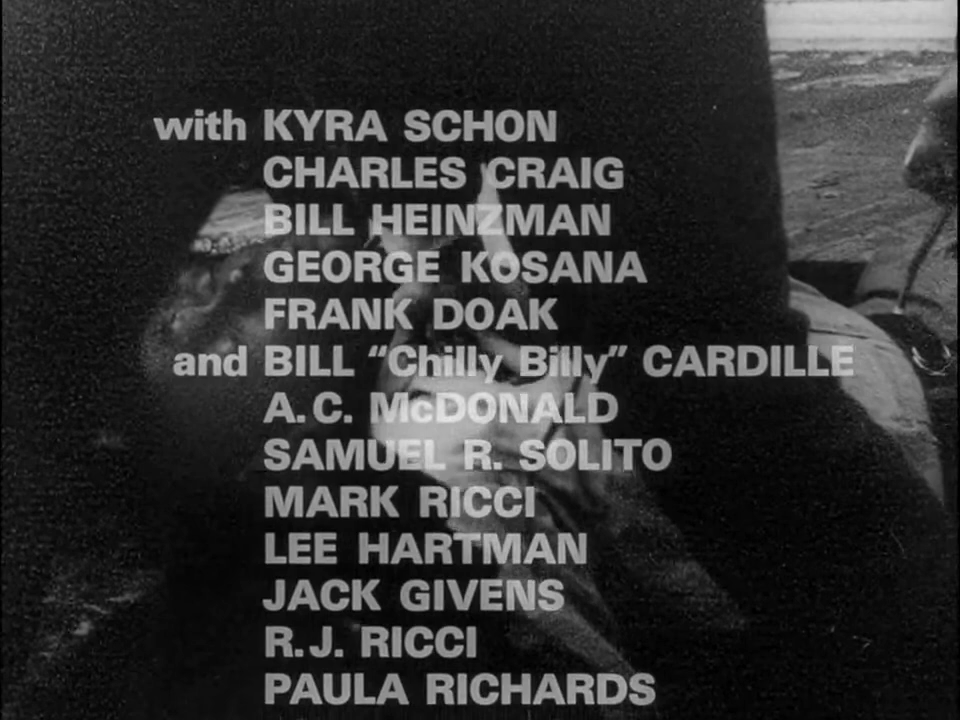 with KYRA SCHON
CHARLES CRAIG
BILL HEINZMAN
GEORGE KOSANA
FRANK DOAK
and BILL “Chilly Billy” CARDILLE
A.C. McDONALD
SAMUEL R. SOLITO
MARK RICCI
LEE HARTMAN
JACK GIVENS
R.J. RICCI
PAULA RICHARDS